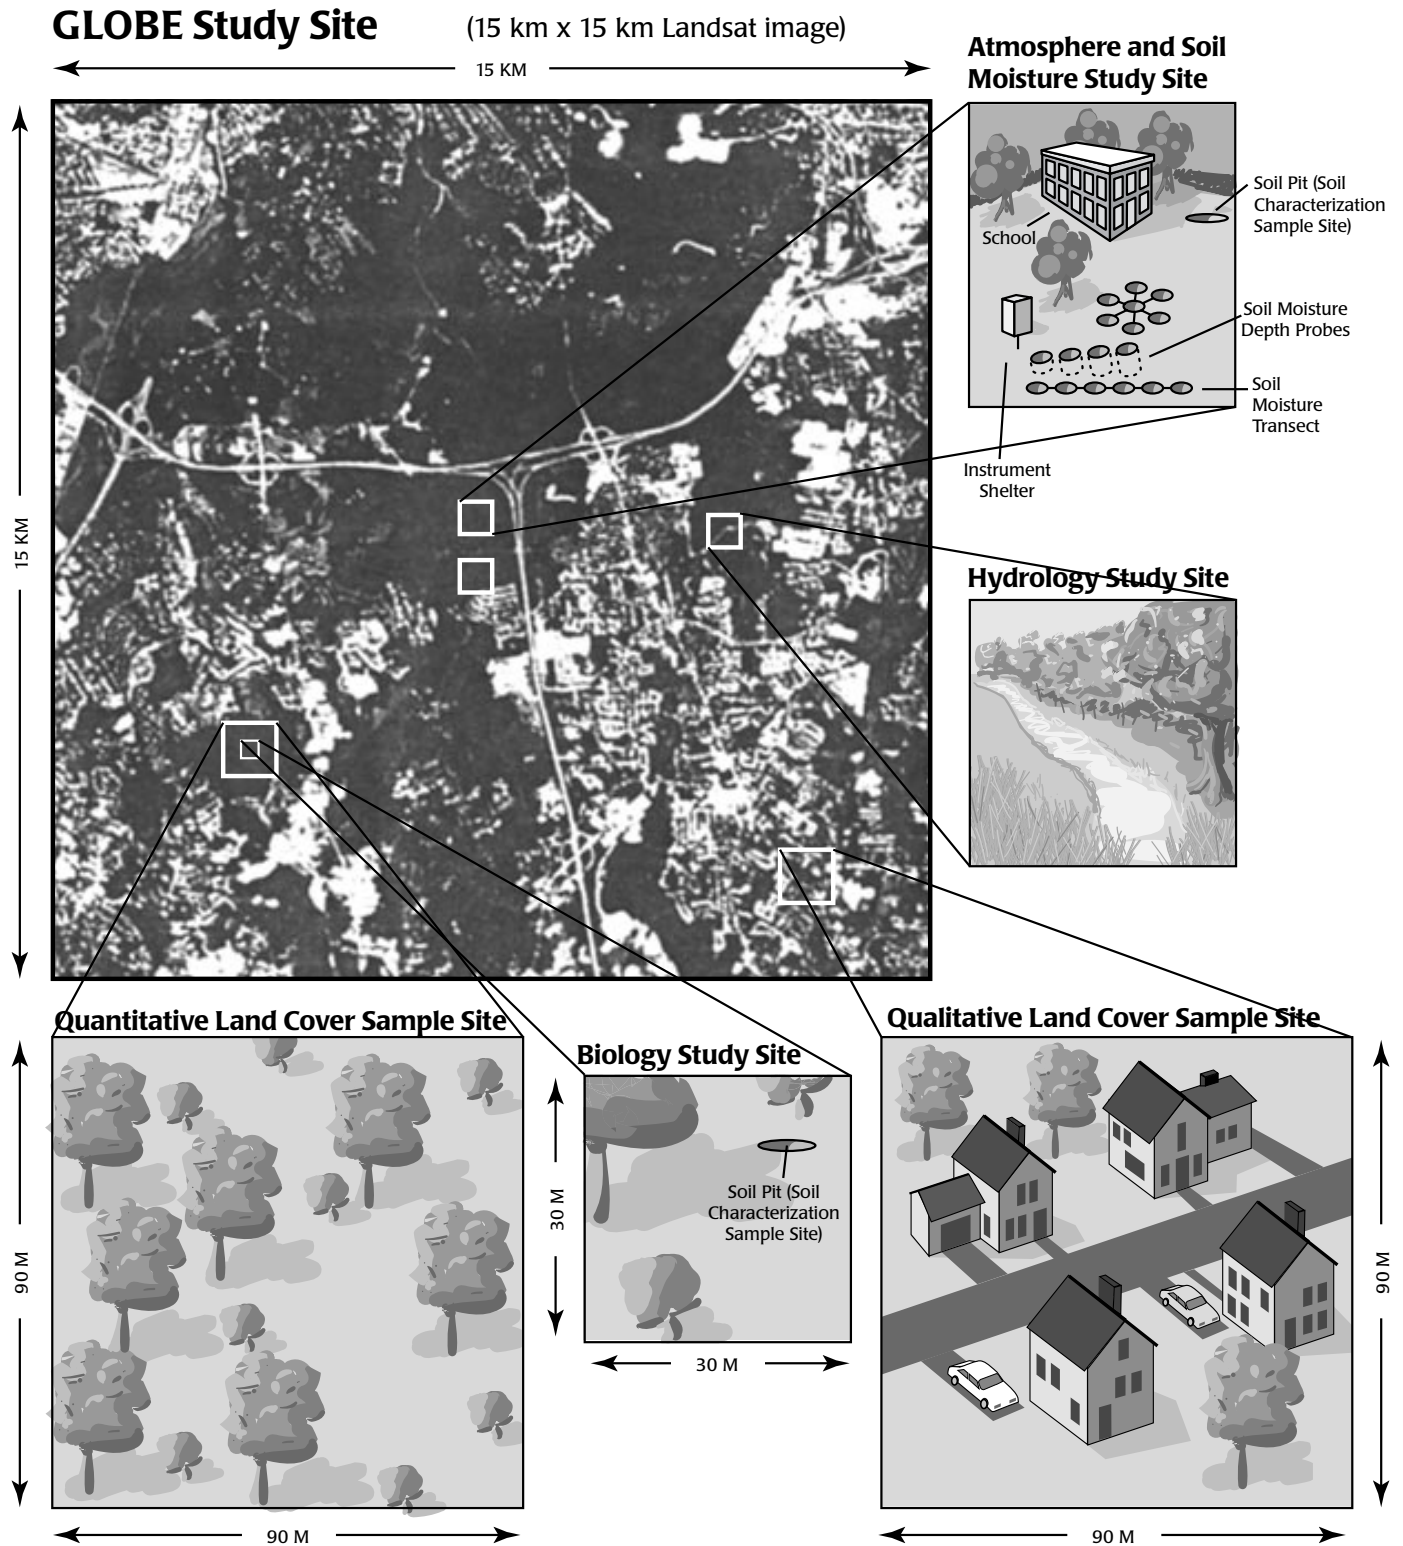 GLOBE Study Site
(15 km x 15 km Landsat image)
15 KM
15 KM
Atmosphere and Soil
Moisture Study Site
School
Soil Pit (Soil
Characterization
Sample Site)
Soil Moisture
Depth Probes
Soil
Moisture
Transect
Instrument
Shelter
Hydrology Study Site
Quantitative Land Cover Sample Site
90 M
90 M
Biology Study Site
Soil Pit (Soil
Characterization
Sample Site)
30 M
30 M
Qualitative Land Cover Sample Site
90 M
90 M